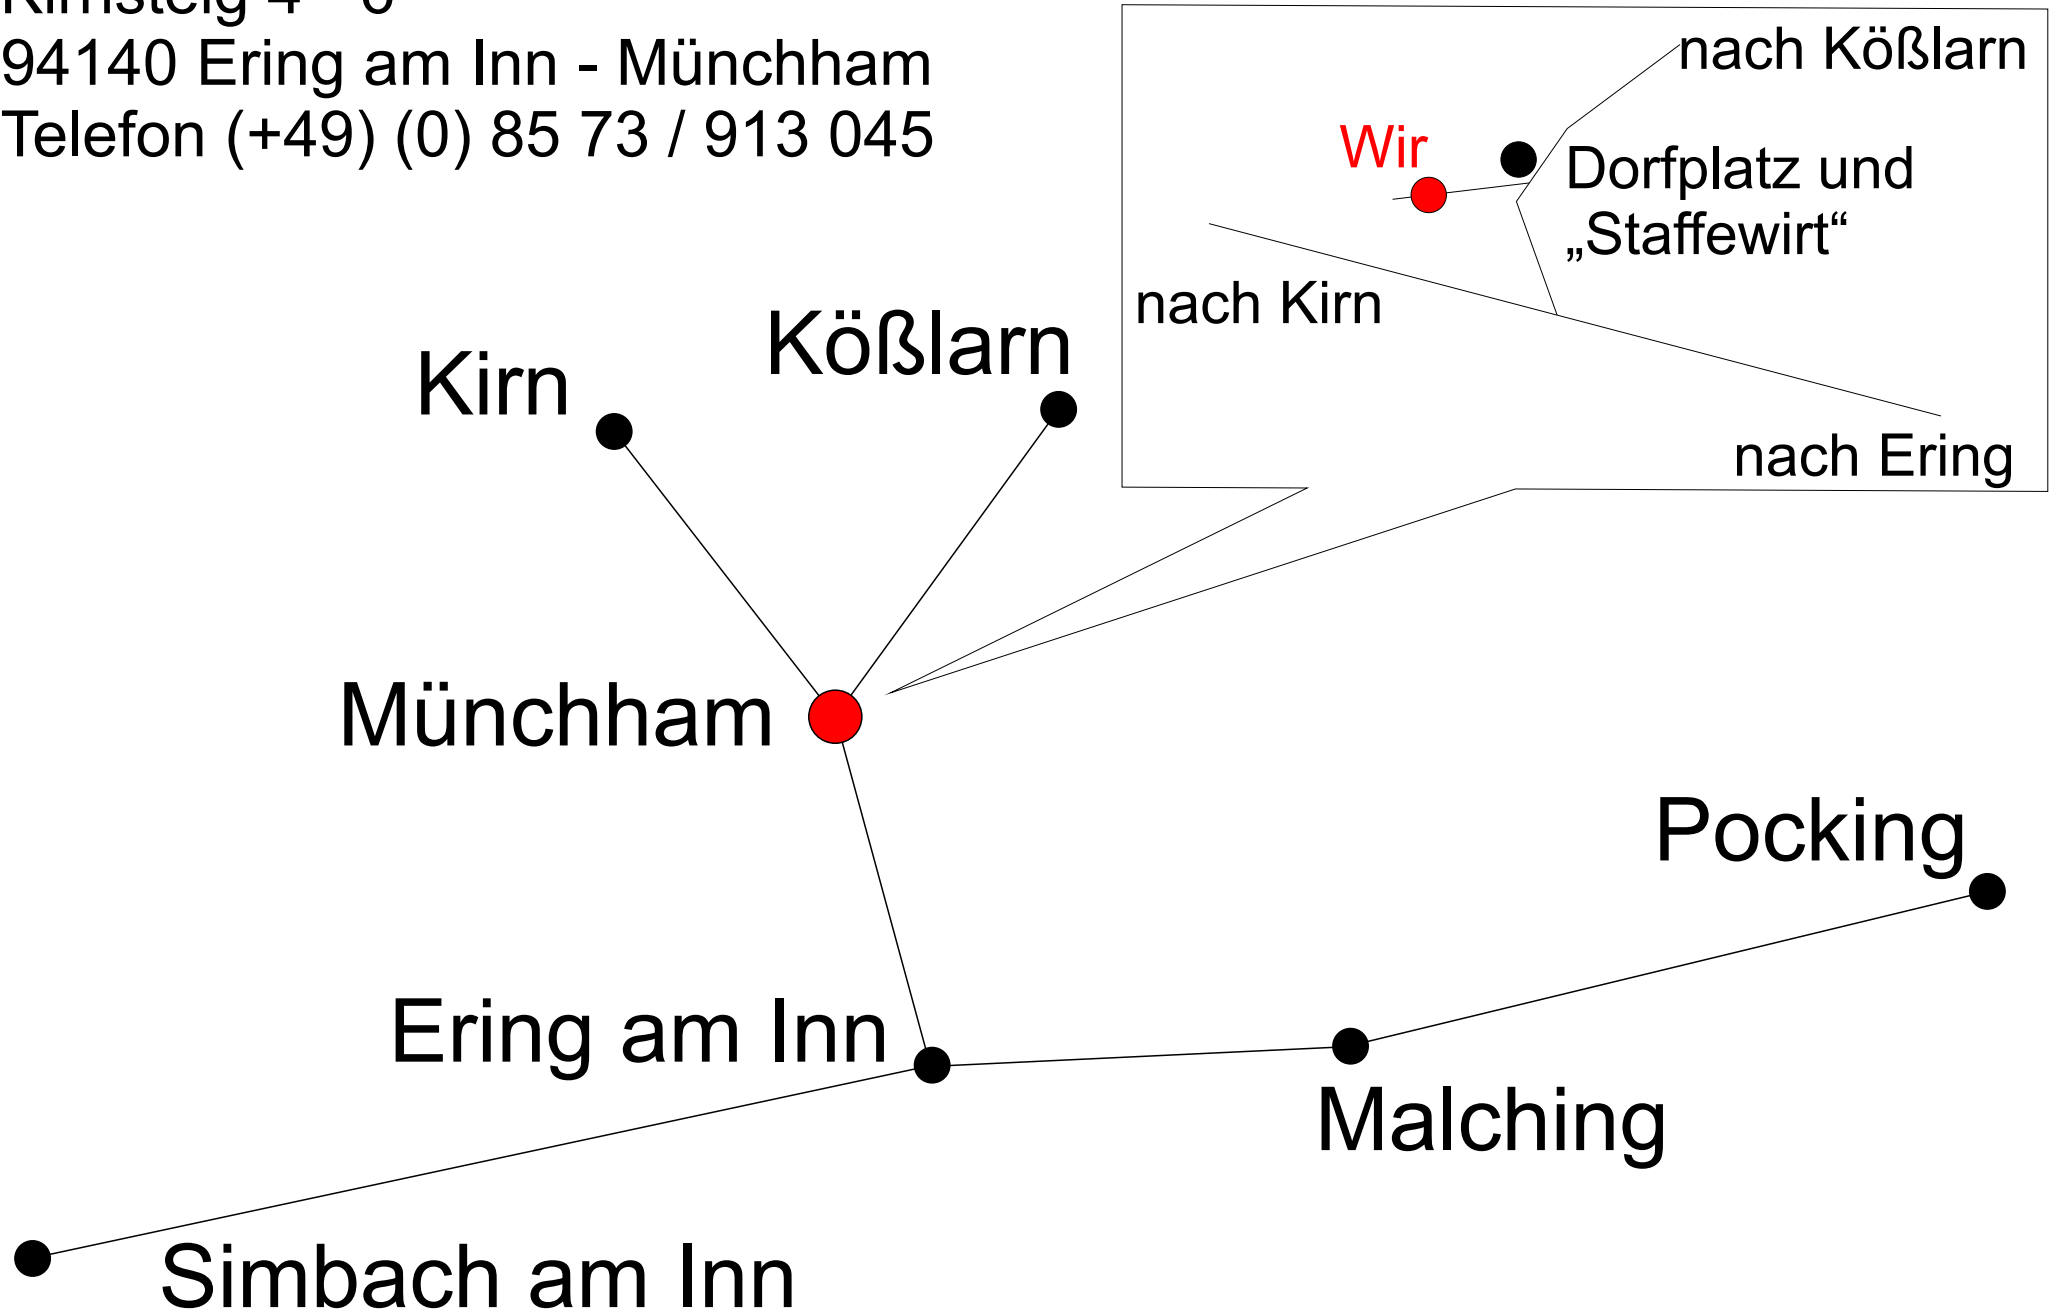 94140 Ering am Inn - Münchham
Telefon (+49) (0) 85 73 / 913 045
nach Kößlarn
Wir
Dorfplatz und
„Staffewirt“
nach Kirn
nach Ering
Kößlarn
Kirn
Münchham
Pocking
Ering am Inn
Malching
Simbach am Inn